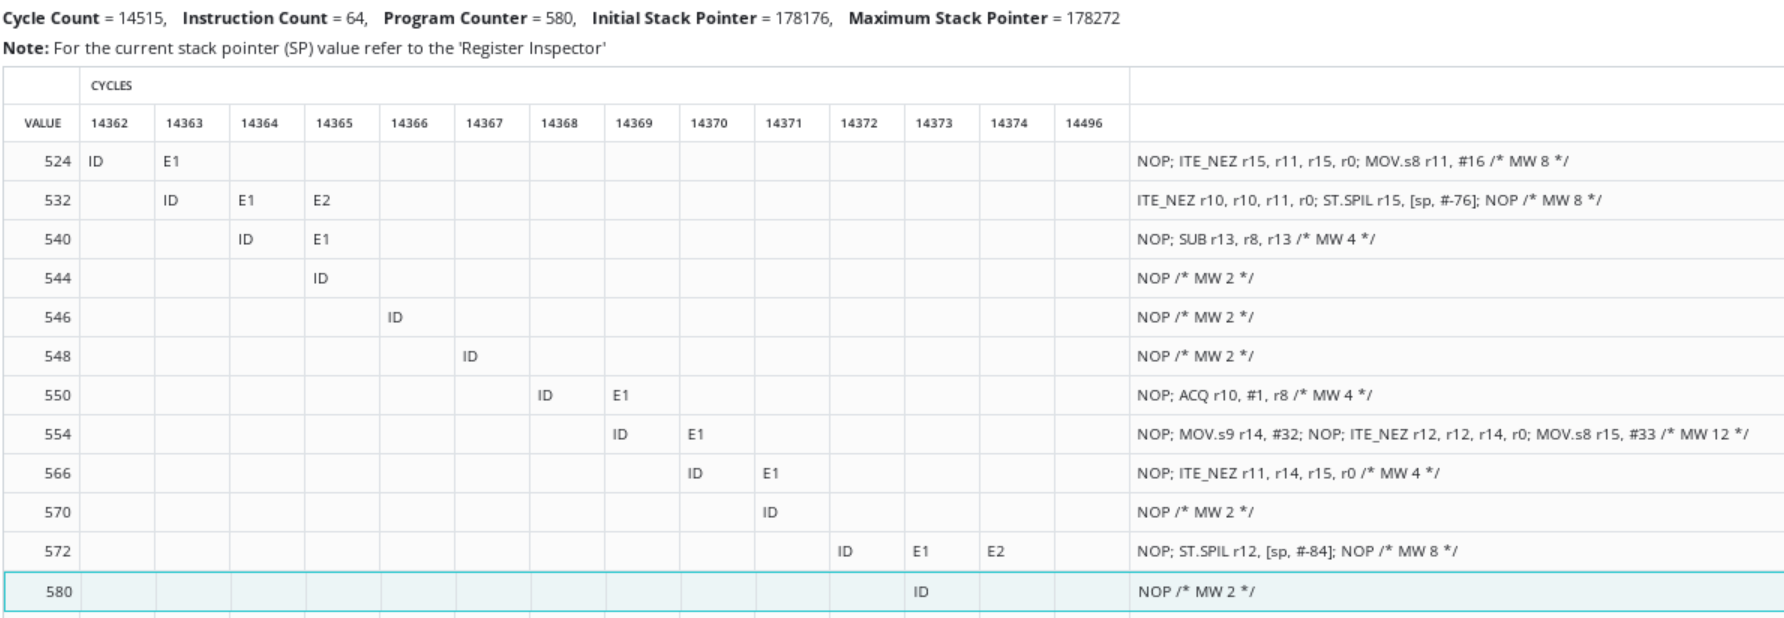 Cycle Count = 14515, Instruction Count = 64, Program Counter = 580, Initial Stack Pointer = 178176, Maximum Stack Pointer = 178272
Note: For the current stack pointer (SP) value refer to the 'Register Inspector'
CYCLES
VALUE 14362 14363 14364 14365 14366 14367 14368 14369 14370 14371 14372 14373 14374 14496
524 ID E1 NOP; ITE_NEZ r15, r11, r15, r0; MOV.s8 r11, #16 /* MW 8 */
532 ID E1 E2 ITE_NEZ r10, r10, r11, r0; ST.SPIL r15, [sp, #-76]; NOP /* MW 8 */
540 ID E1 NOP; SUB r13, r8, r13 /* MW 4 */
544 ID NOP /* MW 2 */
546 ID NOP /* MW 2 */
548 ID NOP /* MW 2 */
550 ID E1 NOP; ACQ r10, #1, r8 /* MW 4 */
554 ID E1 NOP; MOV.s9 r14, #32; NOP; ITE_NEZ r12, r12, r14, r0; MOV.s8 r15, #33 /* MW 12 */
566 ID E1 NOP; ITE_NEZ r11, r14, r15, r0 /* MW 4 */
570 ID NOP /* MW 2 */
572 ID E1 E2 NOP; ST.SPIL r12, [sp, #-84]; NOP /* MW 8 */
580 ID NOP /* MW 2 */